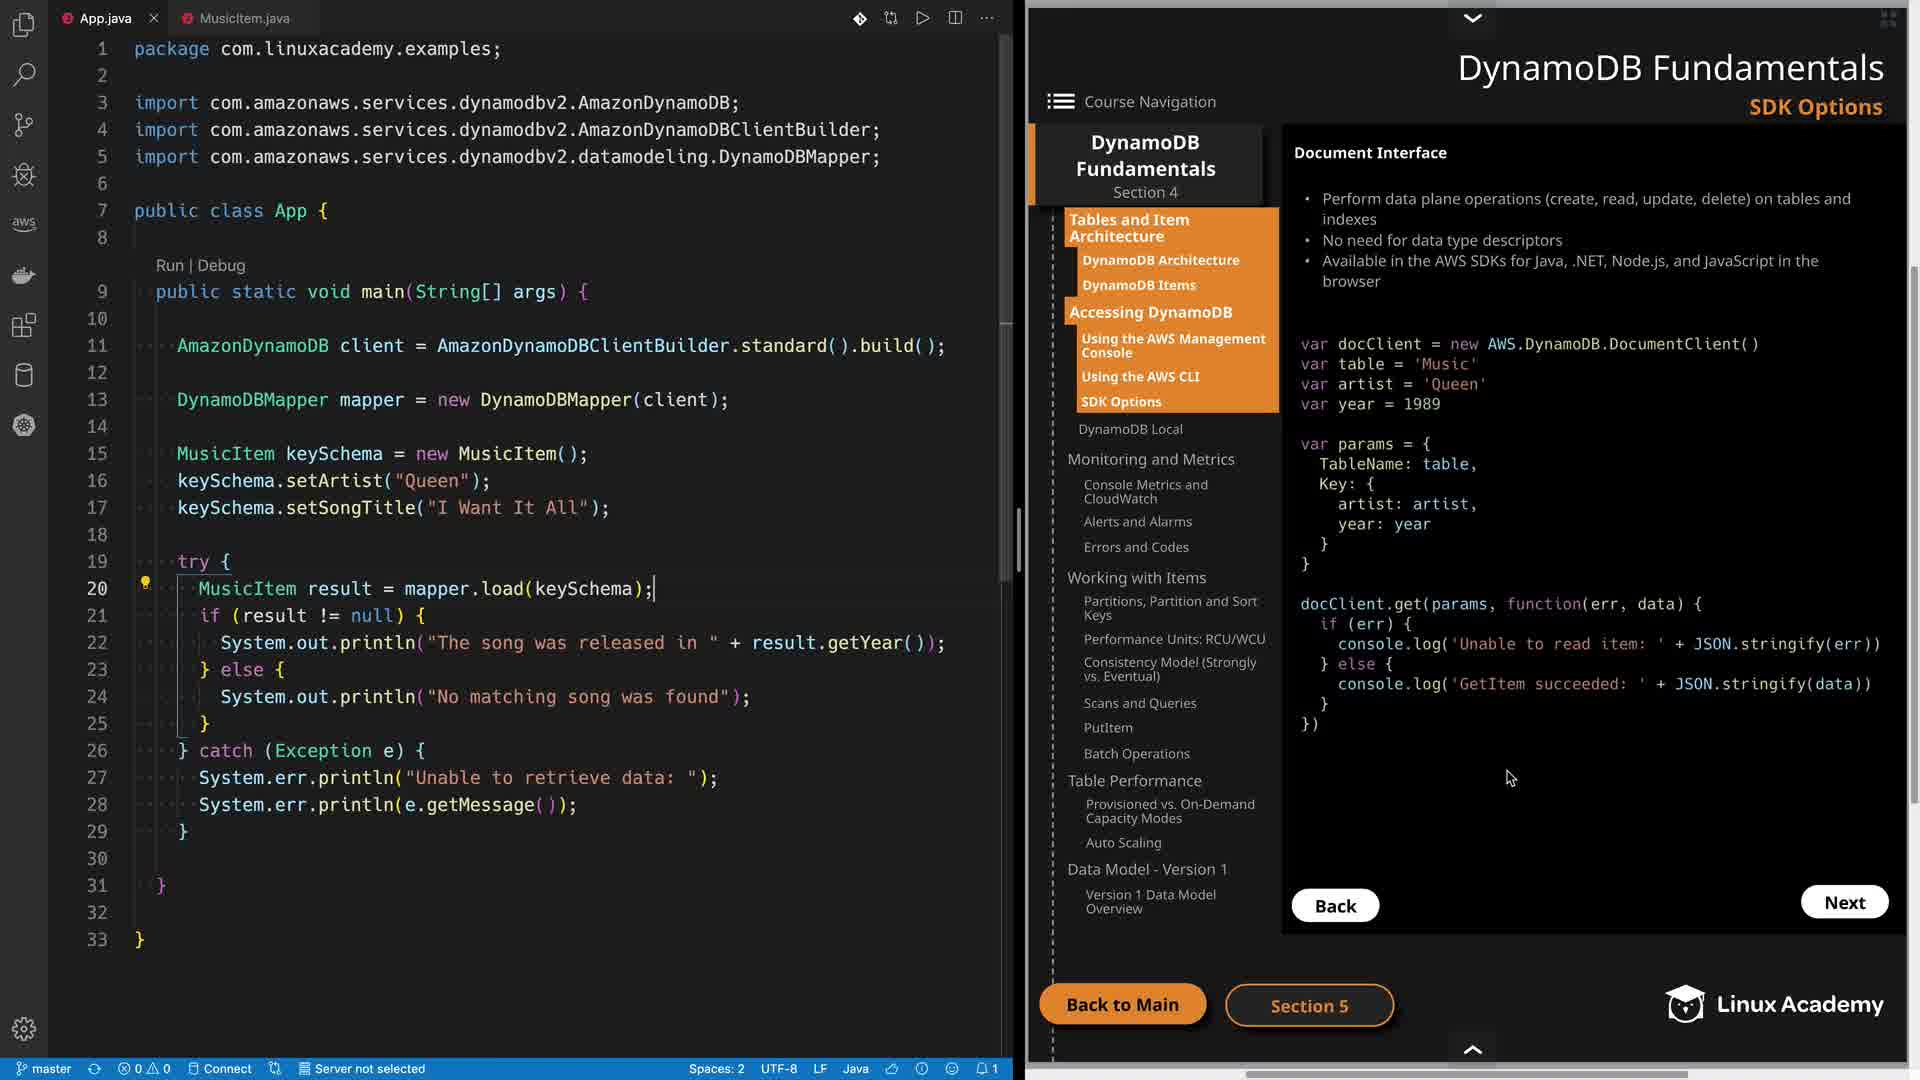 App.java
MusicItem.java
1 package com.linuxacademy.examples;
2
3 import com.amazonaws.services.dynamodbv2.AmazonDynamoDB;
4 import com.amazonaws.services.dynamodbv2.AmazonDynamoDBClientBuilder;
5 import com.amazonaws.services.dynamodbv2.datamodeling.DynamoDBMapper;
6
7 public class App {
8
Run | Debug
9 public static void main(String[] args) {
10
11 AmazonDynamoDB client = AmazonDynamoDBClientBuilder.standard().build();
12
13 DynamoDBMapper mapper = new DynamoDBMapper(client);
14
15 MusicItem keySchema = new MusicItem();
16 keySchema.setArtist("Queen");
17 keySchema.setSongTitle("I Want It All");
18
19 try {
20 MusicItem result = mapper.load(keySchema);
21 if (result != null) {
22 System.out.println("The song was released in " + result.getYear());
23 } else {
24 System.out.println("No matching song was found");
25 }
26 } catch (Exception e) {
27 System.err.println("Unable to retrieve data: ");
28 System.err.println(e.getMessage());
29 }
30
31 }
32
33 }
aws
master
0 0
Connect
Server not selected
Spaces: 2
UTF-8
LF
Java
1
DynamoDB Fundamentals
SDK Options
Course Navigation
DynamoDB
Fundamentals
Section 4
Tables and Item
Architecture
DynamoDB Architecture
DynamoDB Items
Accessing DynamoDB
Using the AWS Management
Console
Using the AWS CLI
SDK Options
DynamoDB Local
Monitoring and Metrics
Console Metrics and
CloudWatch
Alerts and Alarms
Errors and Codes
Working with Items
Partitions, Partition and Sort
Keys
Performance Units: RCU/WCU
Consistency Model (Strongly
vs. Eventual)
Scans and Queries
PutItem
Batch Operations
Table Performance
Provisioned vs. On-Demand
Capacity Modes
Auto Scaling
Data Model - Version 1
Version 1 Data Model
Overview
Document Interface
• Perform data plane operations (create, read, update, delete) on tables and
indexes
• No need for data type descriptors
• Available in the AWS SDKs for Java, .NET, Node.js, and JavaScript in the
browser
var docClient = new AWS.DynamoDB.DocumentClient()
var table = 'Music'
var artist = 'Queen'
var year = 1989
var params = {
TableName: table,
Key: {
artist: artist,
year: year
}
}
docClient.get(params, function(err, data) {
if (err) {
console.log('Unable to read item: ' + JSON.stringify(err))
} else {
console.log('GetItem succeeded: ' + JSON.stringify(data))
}
})
Back
Next
Back to Main
Section 5
Linux Academy